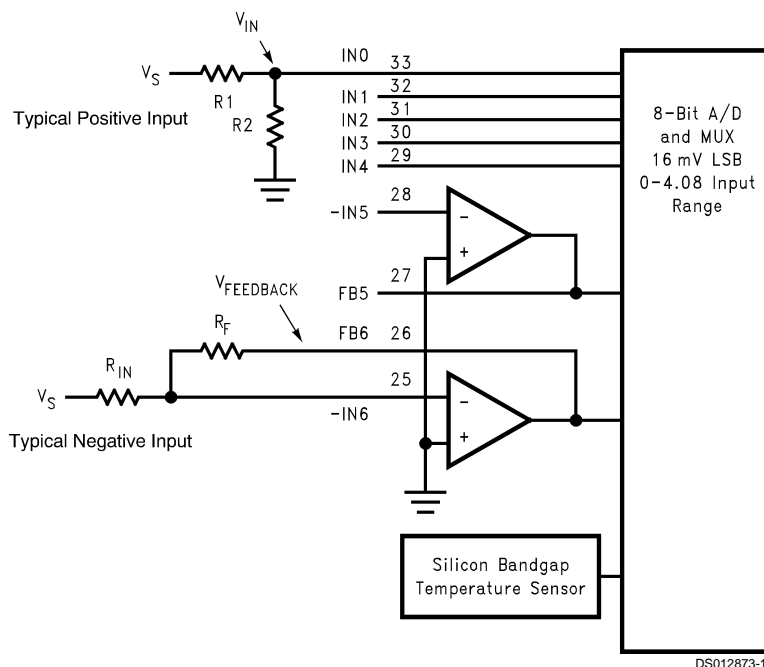 V_IN
IN0 33
V_S
R1
R2
Typical Positive Input
IN1 32
IN2 31
IN3 30
IN4 29
8-Bit A/D
and MUX
16 mV LSB
0-4.08 Input
Range
28
-IN5
-
+
27
FB5
V_FEEDBACK
R_F
FB6 26
R_IN
25
V_S
-IN6
-
+
Typical Negative Input
Silicon Bandgap
Temperature Sensor
DS012873-1